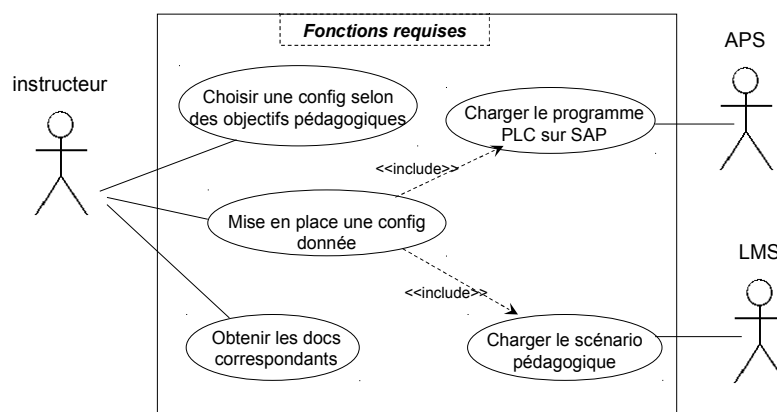 Fonctions requises
APS
instructeur
Choisir une config selon
des objectifs pédagogiques
Charger le programme
PLC sur SAP
<<include>>
Mise en place une config
donnée
LMS
<<include>>
Obtenir les docs
correspondants
Charger le scénario
pédagogique